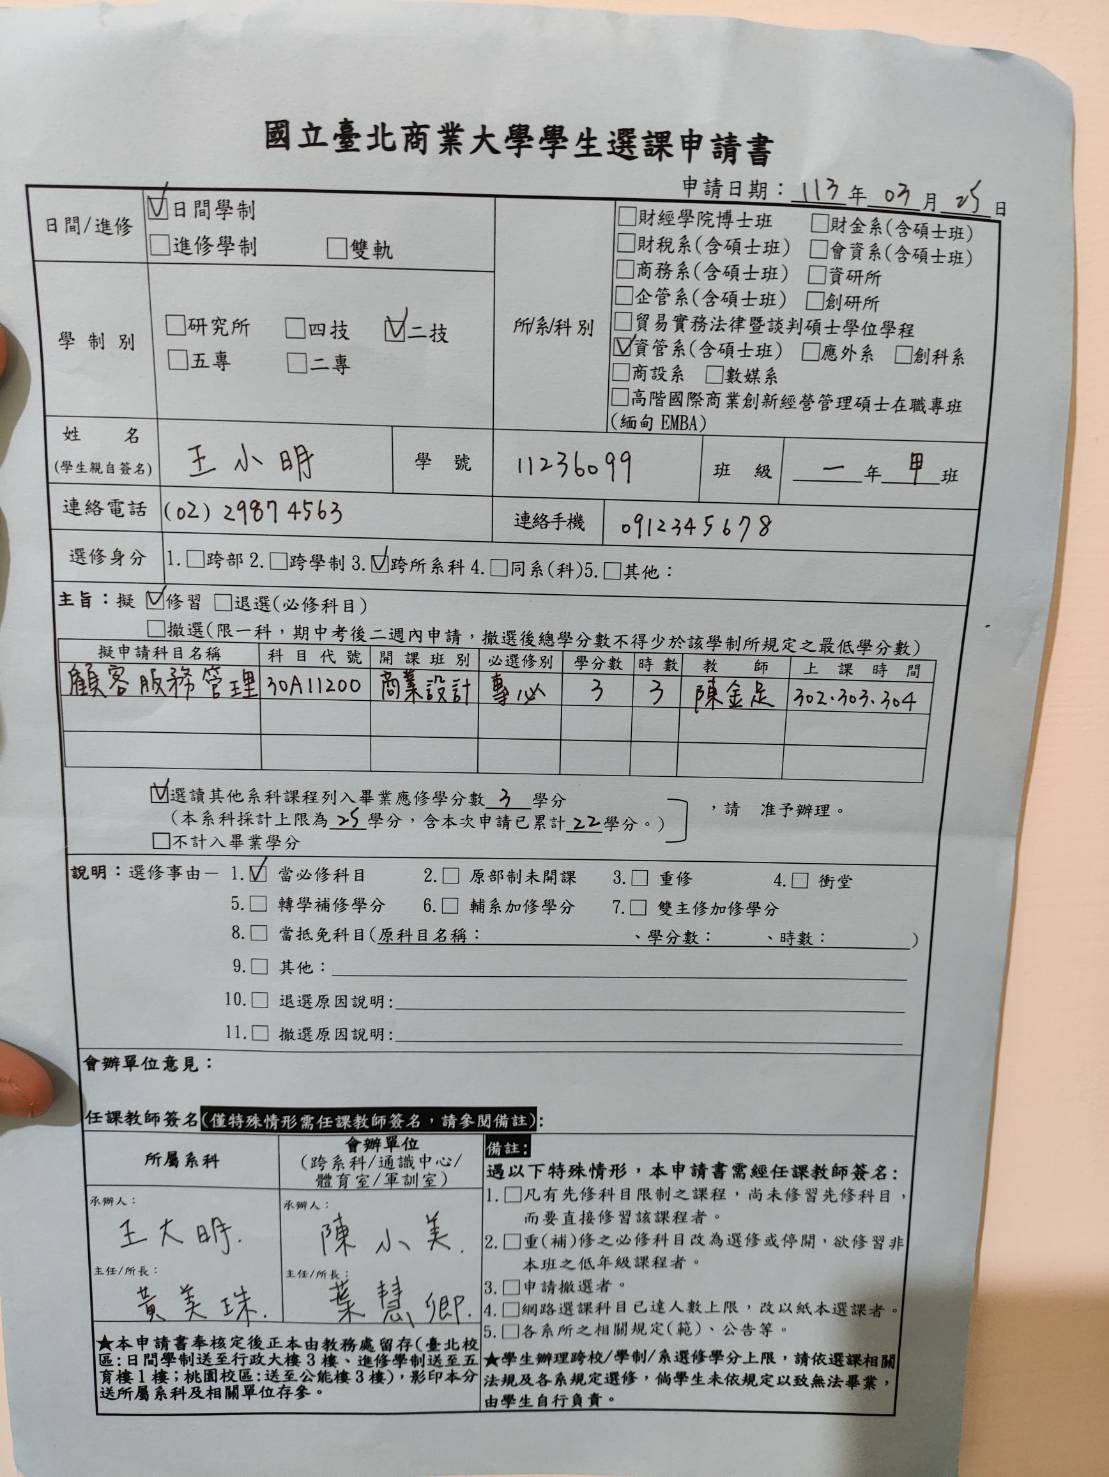 國立臺北商業大學學生選課申請書
申請日期：113年03月25日
日間/進修
☑日間學制
□進修學制 □雙軌
學制別
□研究所 □四技 ☑二技
□五專 □二專
所/系/科別
□財經學院博士班 □財金系(含碩士班)
□財稅系(含碩士班) □會資系(含碩士班)
□商務系(含碩士班) □資研所
□企管系(含碩士班) □創研所
□貿易實務法律暨談判碩士學位學程
☑資管系(含碩士班) □應外系 □創科系
□商設系 □數媒系
□高階國際商業創新經營管理碩士在職專班
(緬甸 EMBA)
姓名
(學生親自簽名)
王小明
學號 11236099 班級 一年甲班
連絡電話 (02) 2987 4563 連絡手機 0912345678
選修身分 1.□跨部 2.□跨學制 3.☑跨所系科 4.□同系(科)5.□其他：
主旨：擬 ☑修習 □退選(必修科目)
□撤選(限一科，期中考後二週內申請，撤選後總學分數不得少於該學制所規定之最低學分數)
擬申請科目名稱 科目代號 開課班別 必選修別 學分數 時數 教師 上課時間
顧客服務管理 30A11200 商業設計 專必 3 3 陳金足 302.303.304
☑選讀其他系科課程列入畢業應修學分數3學分
(本系科採計上限為25學分，含本次申請已累計22學分。)
，請 准予辦理。
□不計入畢業學分
說明：選修事由－ 1.☑ 當必修科目 2.□ 原部制未開課 3.□ 重修 4.□ 衝堂
5.□ 轉學補修學分 6.□ 輔系加修學分 7.□ 雙主修加修學分
8.□ 當抵免科目(原科目名稱： 、學分數： 、時數： )
9.□ 其他：
10.□ 退選原因說明:
11.□ 撤選原因說明:
會辦單位意見：
任課教師簽名(僅特殊情形需任課教師簽名，請參閱備註):
所屬系科
會辦單位
(跨系科/通識中心/
體育室/軍訓室)
承辦人：
王大明.
承辦人：
陳小美.
主任/所長：
黃美珠.
主任/所長：
葉慧卿.
備註:
遇以下特殊情形，本申請書需經任課教師簽名:
1.□凡有先修科目限制之課程，尚未修習先修科目，
而要直接修習該課程者。
2.□重(補)修之必修科目改為選修或停開，欲修習非
本班之低年級課程者。
3.□申請撤選者。
4.□網路選課科目已達人數上限，改以紙本選課者。
5.□各系所之相關規定(範)、公告等。
★本申請書奉核定後正本由教務處留存(臺北校
區:日間學制送至行政大樓3樓、進修學制送至五
育樓1樓;桃園校區:送至公能樓3樓)，影印本分
送所屬系科及相關單位存參。
★學生辦理跨校/學制/系選修學分上限，請依選課相關
法規及各系規定選修，倘學生未依規定以致無法畢業，
由學生自行負責。